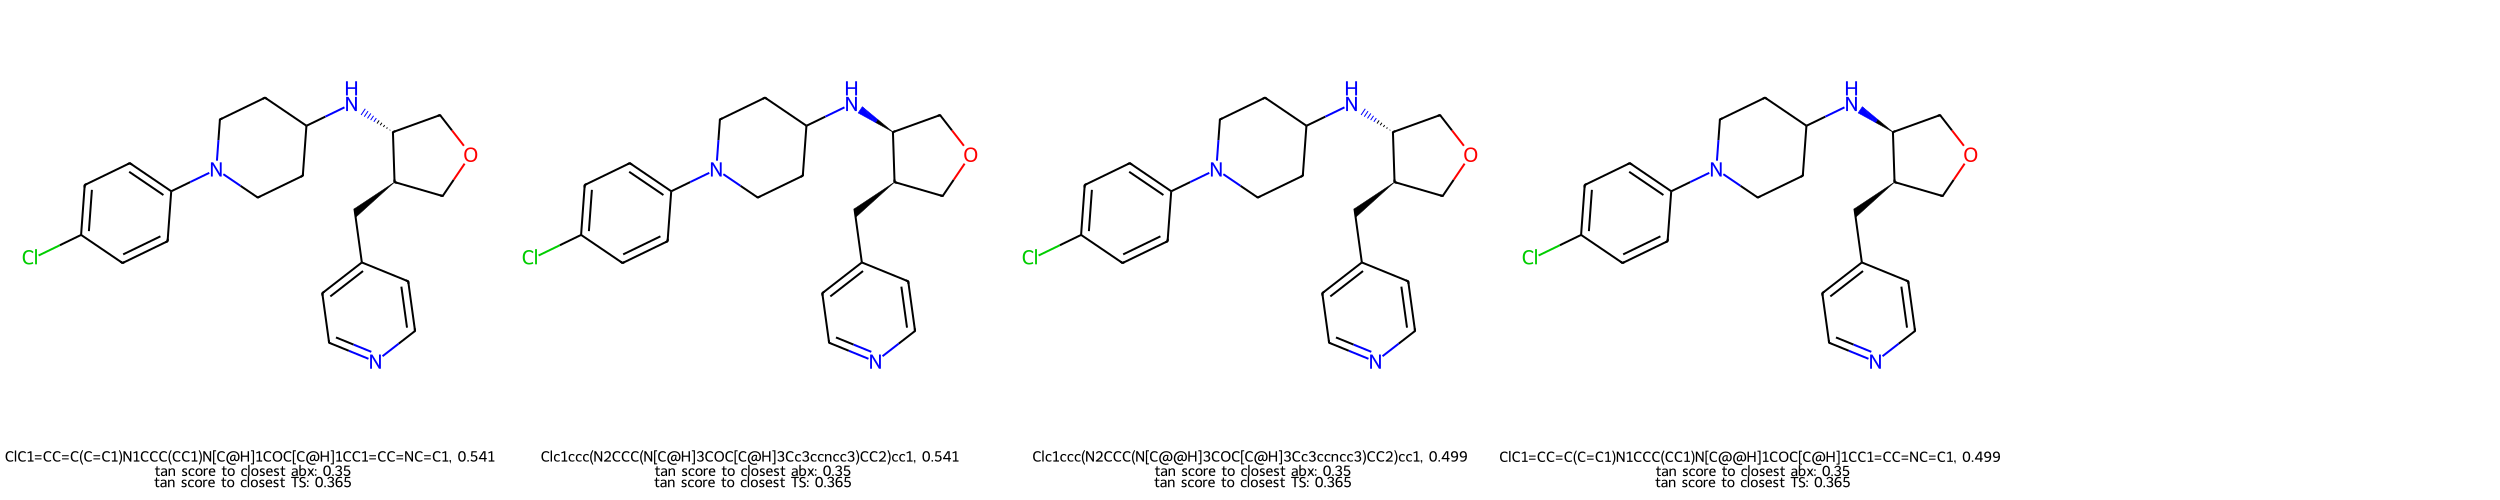 H
N
O
N
Cl
N
H
N
O
N
Cl
N
H
N
O
N
Cl
N
H
N
O
N
Cl
N
ClC1=CC=C(C=C1)N1CCC(CC1)N[C@H]1COC[C@H]1CC1=CC=NC=C1, 0.541
tan score to closest abx: 0.35
tan score to closest TS: 0.365
Clc1ccc(N2CCC(N[C@H]3COC[C@H]3Cc3ccncc3)CC2)cc1, 0.541
tan score to closest abx: 0.35
tan score to closest TS: 0.365
Clc1ccc(N2CCC(N[C@@H]3COC[C@H]3Cc3ccncc3)CC2)cc1, 0.499
tan score to closest abx: 0.35
tan score to closest TS: 0.365
ClC1=CC=C(C=C1)N1CCC(CC1)N[C@@H]1COC[C@H]1CC1=CC=NC=C1, 0.499
tan score to closest abx: 0.35
tan score to closest TS: 0.365